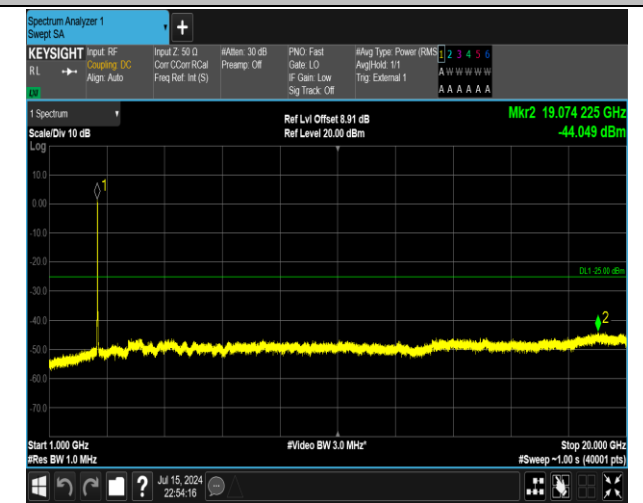 Spectrum Analyzer 1
Swept SA
+
KEYSIGHT Input: RF Input Z: 50 Ω #Atten: 30 dB PNO: Fast #Avg Type: Power (RMS 1 2 3 4 5 6
RL Coupling: DC Corr CCorr RCal Preamp: Off Gate: LO Avg|Hold: 1/1 A W W W W W
Align: Auto Freq Ref: Int (S) IF Gain: Low Trig: External 1
Sig Track: Off A A A A A A
1 Spectrum Ref Lvl Offset 8.91 dB Mkr2 19.074 225 GHz
Scale/Div 10 dB Ref Level 20.00 dBm -44.049 dBm
Log
10.0
1
0.00
-10.0
-20.0
DL1 -25.00 dBm
-30.0
-40.0
2
-50.0
-60.0
-70.0
Start 1.000 GHz #Video BW 3.0 MHz* Stop 20.000 GHz
#Res BW 1.0 MHz #Sweep ~1.00 s (40001 pts)
? Jul 15, 2024
22:54:16